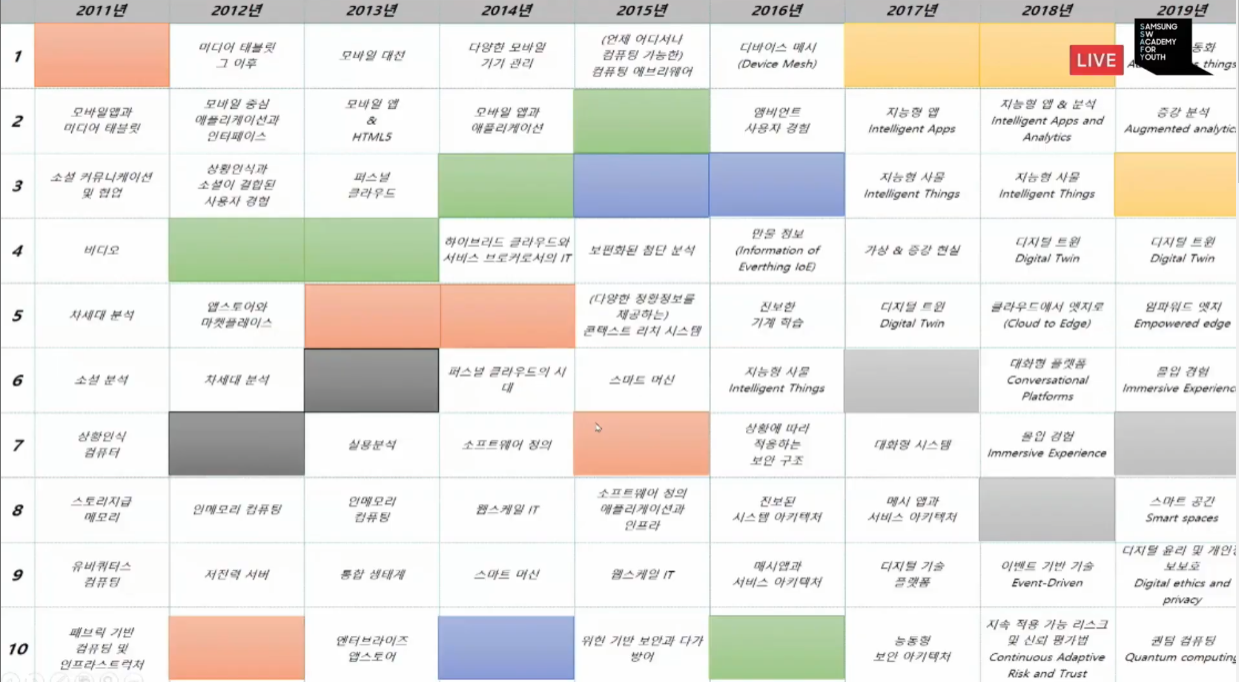 2011년 2012년 2013년 2014년 2015년 2016년 2017년 2018년 2019년
SAMSUNG
SW
ACADEMY
FOR
YOUTH
LIVE
1
미디어 태블릿
그 이후
모바일 대전
다양한 모바일
기기 관리
(언제 어디서나
컴퓨팅 가능한)
컴퓨팅 에브리웨어
디바이스 메시
(Device Mesh)
things
2
모바일앱과
미디어 태블릿
모바일 중심
애플리케이션과
인터페이스
모바일 앱
&
HTML5
모바일 앱과
애플리케이션
앰비언트
사용자 경험
지능형 앱
Intelligent Apps
지능형 앱 & 분석
Intelligent Apps and
Analytics
증강 분석
Augmented analytic
3
소셜 커뮤니케이션
및 협업
상황인식과
소셜이 결합된
사용자 경험
퍼스널
클라우드
지능형 사물
Intelligent Things
지능형 사물
Intelligent Things
4
비디오
하이브리드 클라우드와
서비스 브로커로서의 IT
보편화된 첨단 분석
만물 정보
(Information of
Everthing IoE)
가상 & 증강 현실
디지털 트윈
Digital Twin
디지털 트윈
Digital Twin
5
차세대 분석
앱스토어와
마켓플레이스
(다양한 정황정보를
제공하는)
콘텍스트 리치 시스템
진보한
기계 학습
디지털 트윈
Digital Twin
클라우드에서 엣지로
(Cloud to Edge)
임파워드 엣지
Empowered edge
6
소셜 분석
차세대 분석
퍼스널 클라우드의 시
대
스마트 머신
지능형 사물
Intelligent Things
대화형 플랫폼
Conversational
Platforms
몰입 경험
Immersive Experienc
7
상황인식
컴퓨터
실용분석
소프트웨어 정의
상황에 따라
적응하는
보안 구조
대화형 시스템
몰입 경험
Immersive Experience
8
스토리지급
메모리
인메모리 컴퓨팅
인메모리
컴퓨팅
웹스케일 IT
소프트웨어 정의
애플리케이션과
인프라
진보된
시스템 아키텍처
메시 앱과
서비스 아키텍처
스마트 공간
Smart spaces
9
유비쿼터스
컴퓨팅
저전력 서버
통합 생태계
스마트 머신
웹스케일 IT
메시앱과
서비스 아키텍처
디지털 기술
플랫폼
이벤트 기반 기술
Event-Driven
디지털 윤리 및 개인
보보호
Digital ethics and
privacy
10
패브릭 기반
컴퓨팅 및
인프라스트럭처
엔터브라이즈
앱스토어
위헌 기반 보안과 다가
방어
능동형
보안 아키텍처
지속 적용 가능 리스크
및 신뢰 평가법
Continuous Adaptive
Risk and Trust
퀀텀 컴퓨팅
Quantum computing